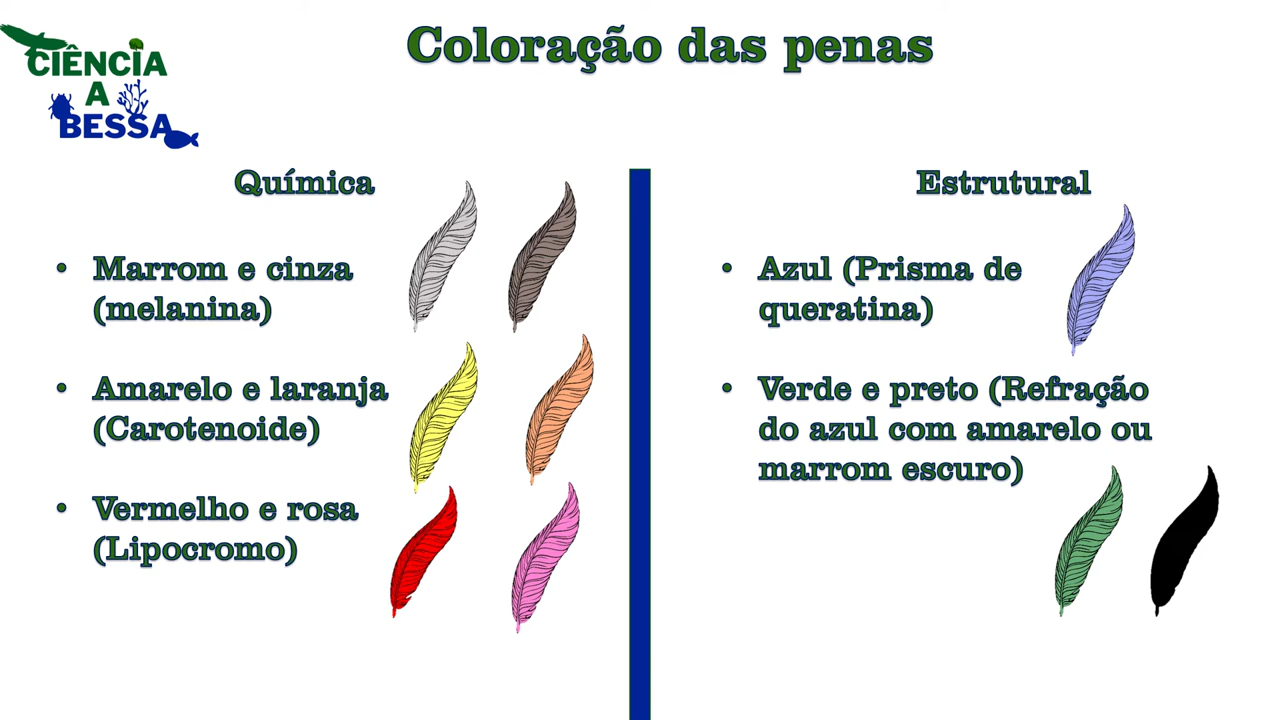 CIÊNCIA
A
BESSA
Coloração das penas
Química
• Marrom e cinza
(melanina)
• Amarelo e laranja
(Carotenoide)
• Vermelho e rosa
(Lipocromo)
Estrutural
• Azul (Prisma de
queratina)
• Verde e preto (Refração
do azul com amarelo ou
marrom escuro)